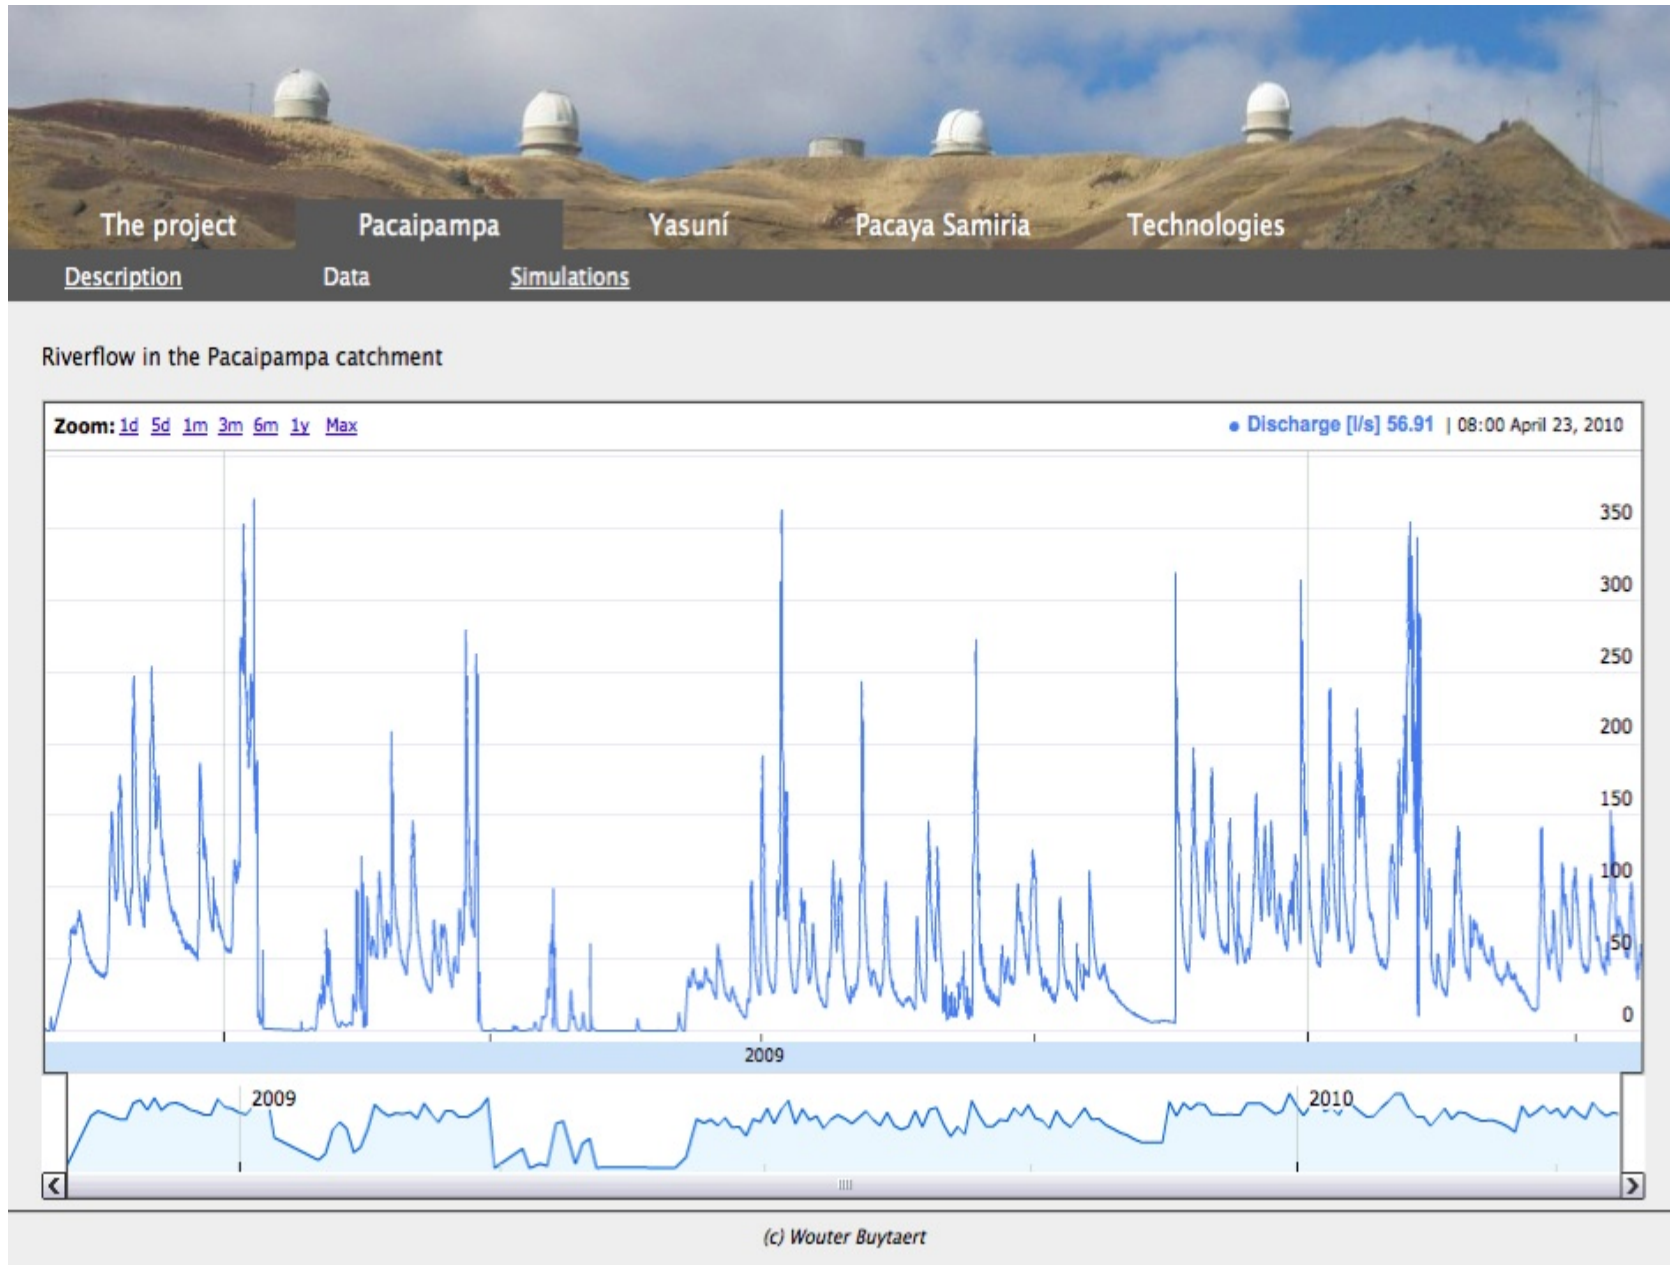 The project Pacaipampa Yasuní Pacaya Samiria Technologies
Description Data Simulations
Riverflow in the Pacaipampa catchment
Zoom: 1d 5d 1m 3m 6m 1y Max Discharge [l/s] 56.91 | 08:00 April 23, 2010
350
300
250
200
150
100
50
0
2009
2009 2010
(c) Wouter Buytaert